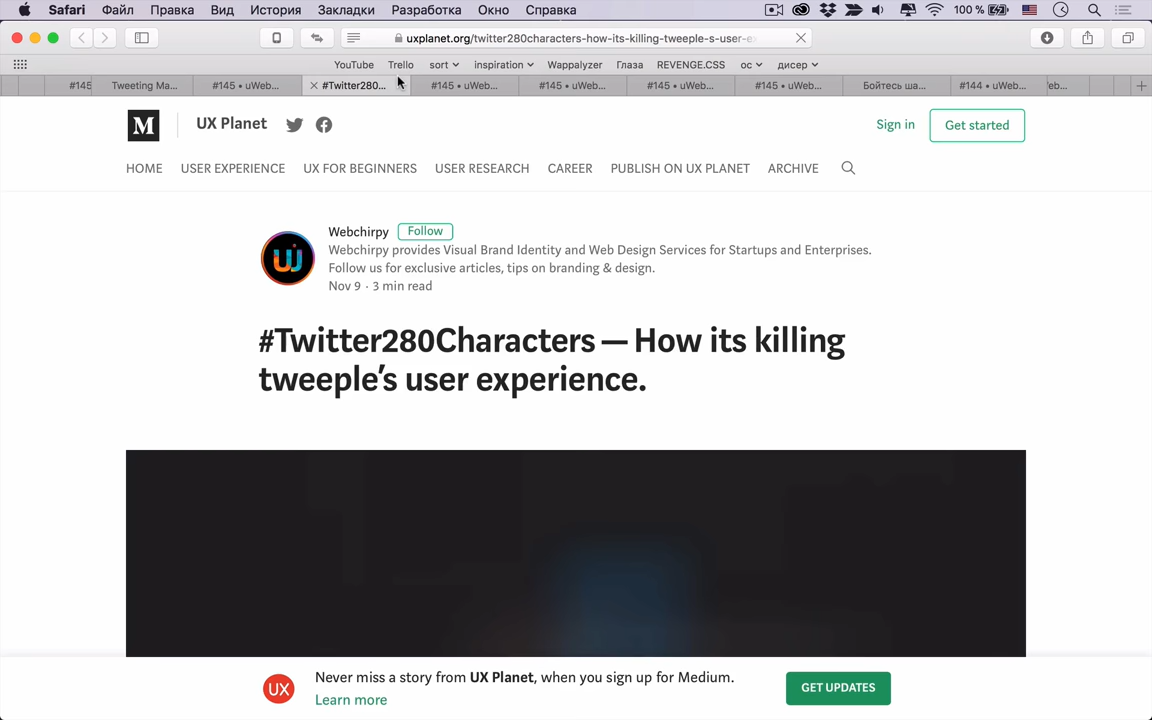 Safari Файл Правка Вид История Закладки Разработка Окно Справка 100 %
uxplanet.org/twitter280characters-how-its-killing-tweeple-s-user-e
YouTube Trello sort inspiration Wappalyzer Глаза REVENGE.CSS ос дисер
#145 Tweeting Ma... #145 • uWeb... #Twitter280... #145 • uWeb... #145 • uWeb... #145 • uWeb... #145 • uWeb... Бойтесь ша... #144 • uWeb... eb...
M UX Planet Sign in Get started
HOME USER EXPERIENCE UX FOR BEGINNERS USER RESEARCH CAREER PUBLISH ON UX PLANET ARCHIVE
Webchirpy Follow
Webchirpy provides Visual Brand Identity and Web Design Services for Startups and Enterprises.
Follow us for exclusive articles, tips on branding & design.
Nov 9 · 3 min read
#Twitter280Characters — How its killing
tweeple’s user experience.
UX Never miss a story from UX Planet, when you sign up for Medium. GET UPDATES
Learn more